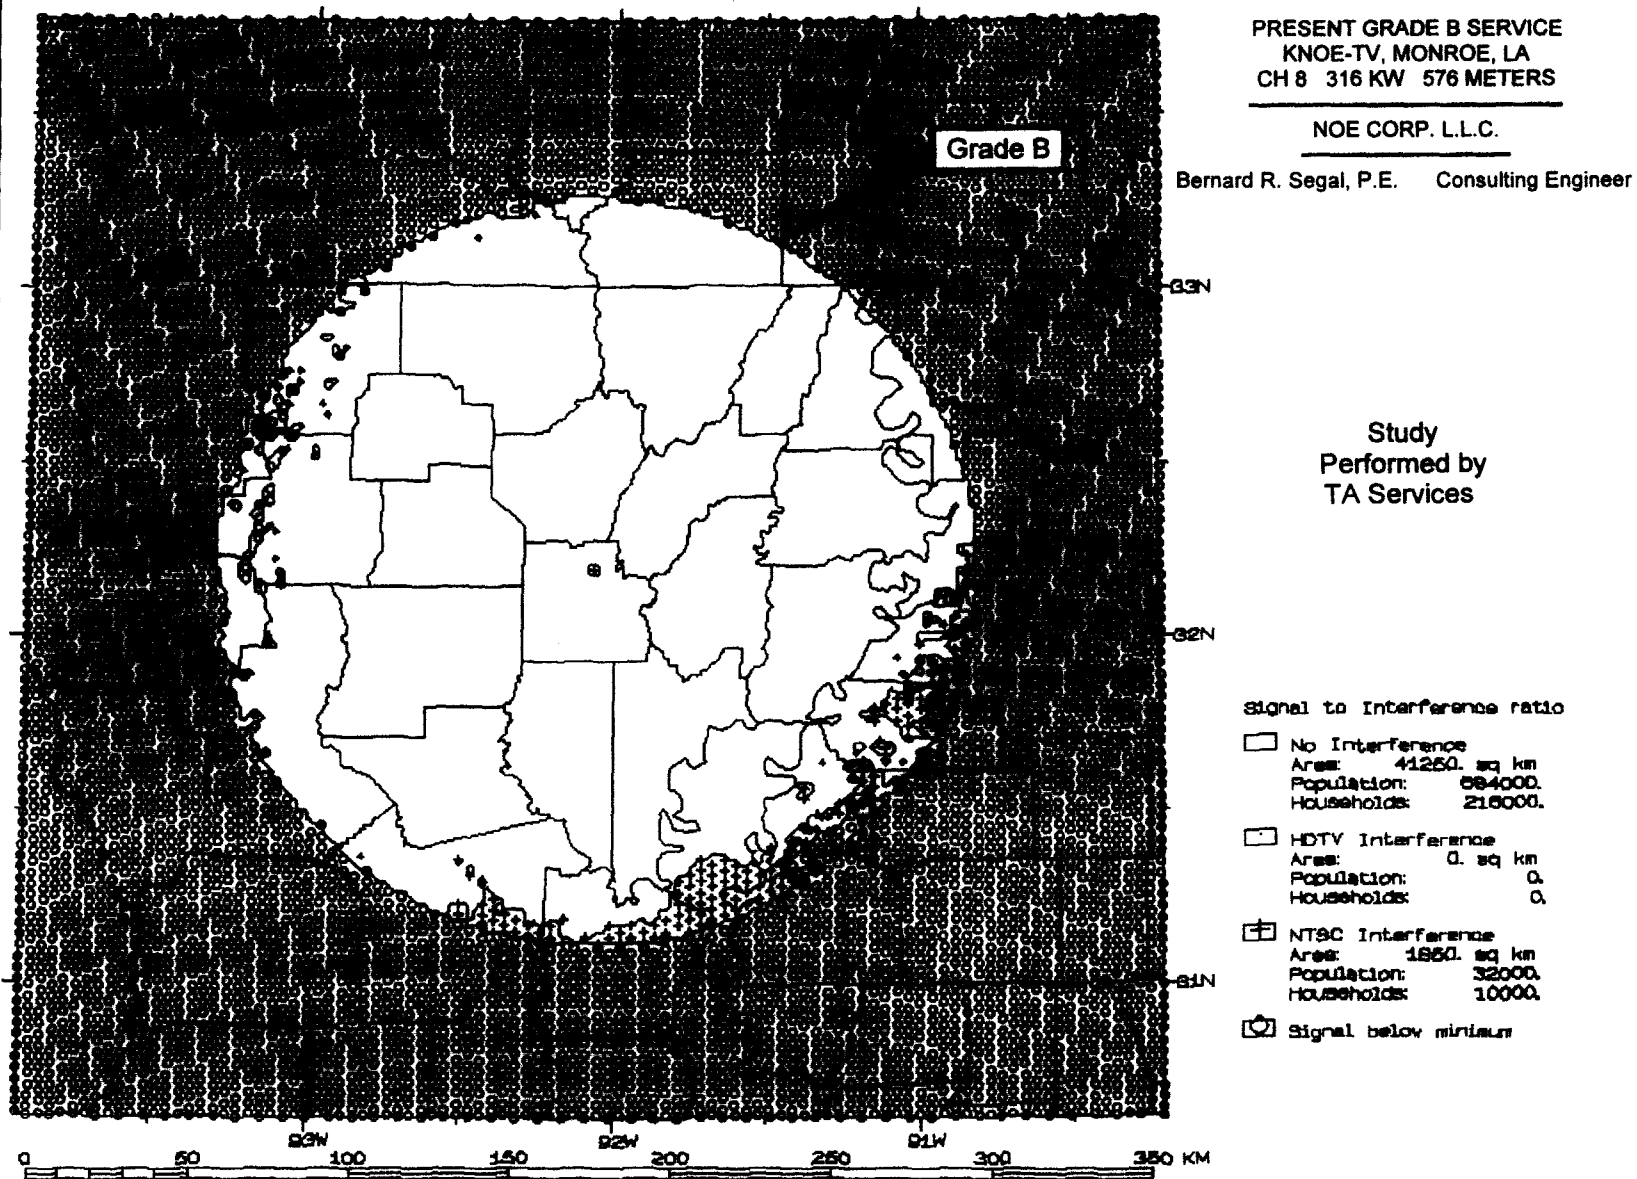 PRESENT GRADE B SERVICE
KNOE-TV, MONROE, LA
CH 8 316 KW 576 METERS
NOE CORP. L.L.C.
Bernard R. Segal, P.E. Consulting Engineer
Grade B
33N
Study
Performed by
TA Services
32N
Signal to Interference ratio
No Interference
Area: 41250. sq km
Population: 684000.
Households: 216000.
HDTV Interference
Area: 0. sq km
Population: 0.
Households: 0.
NTSC Interference
Area: 1850. sq km
Population: 32000.
Households: 10000.
31N
Signal below minimum
93W 92W 91W
0 50 100 150 200 250 300 350 KM